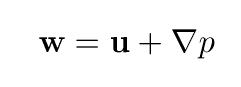 w = u + ∇p